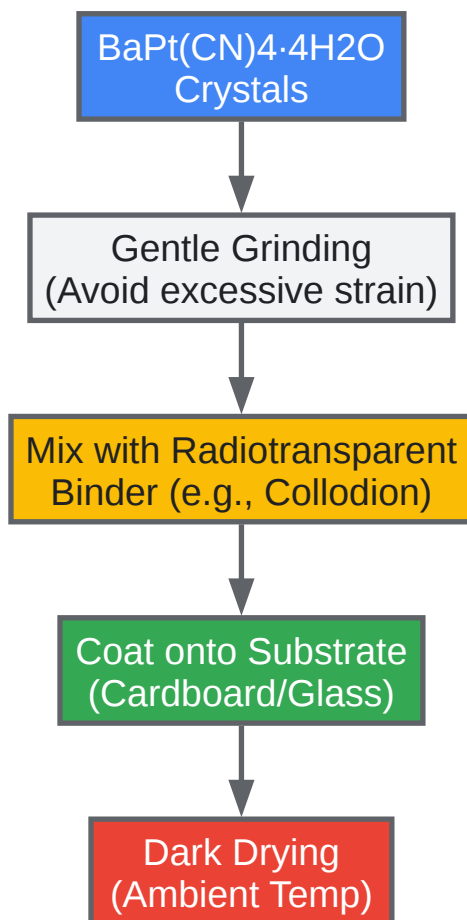 BaPt(CN)4·4H2O
Crystals
Gentle Grinding
(Avoid excessive strain)
Mix with Radiotransparent
Binder (e.g., Collodion)
Coat onto Substrate
(Cardboard/Glass)
Dark Drying
(Ambient Temp)